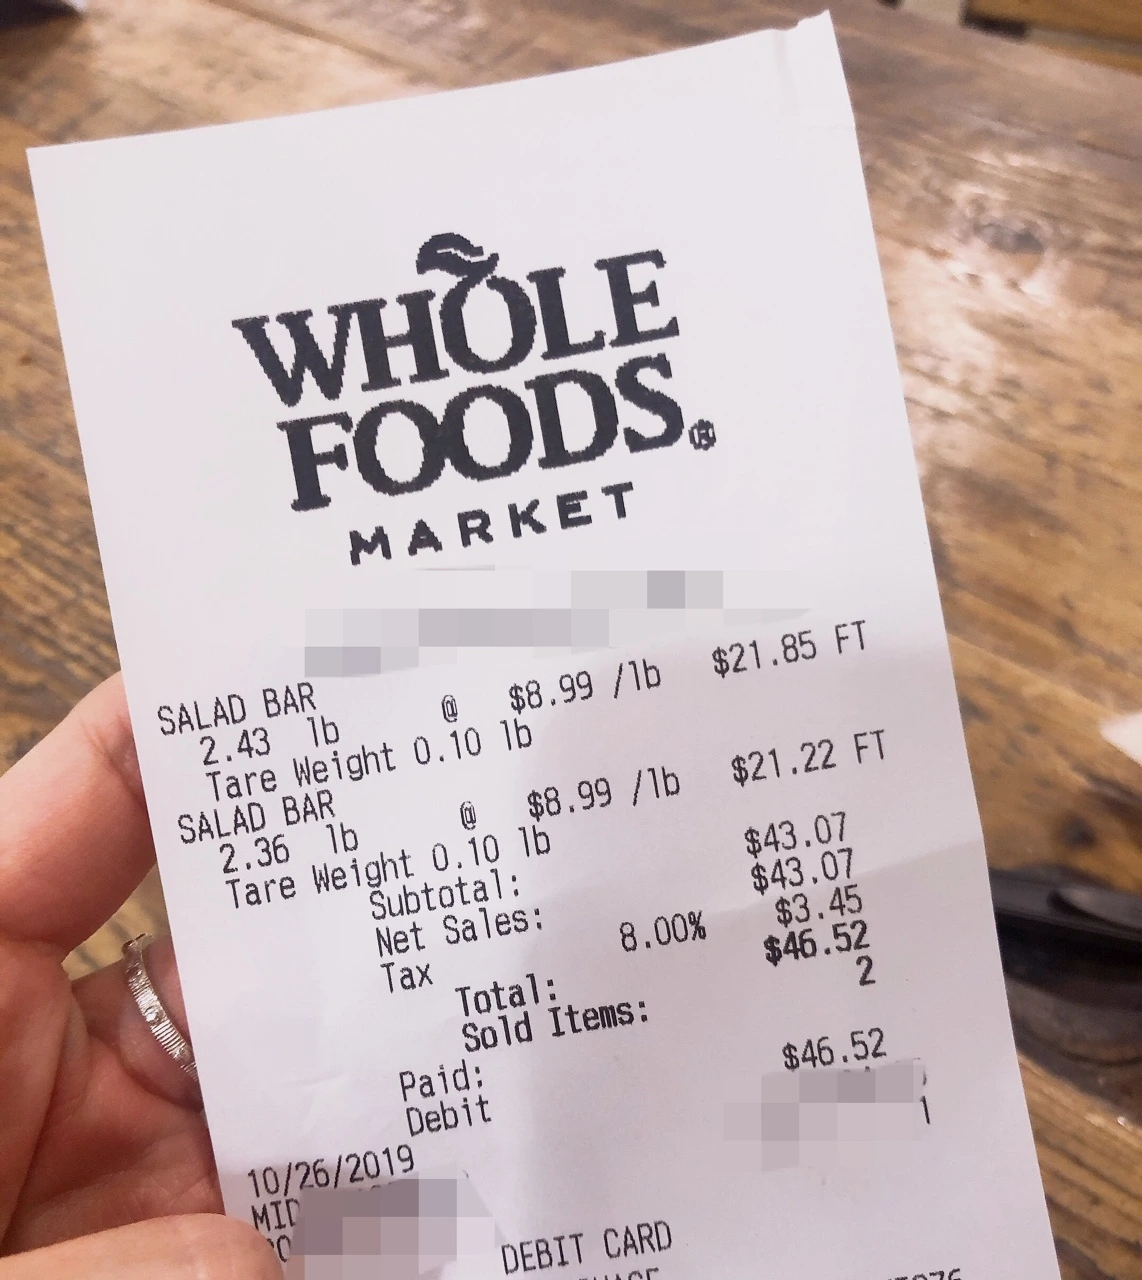 WHOLE
FOODS®
MARKET
SALAD BAR
2.43 lb @ $8.99 /lb $21.85 FT
Tare Weight 0.10 lb
SALAD BAR
2.36 lb @ $8.99 /lb $21.22 FT
Tare Weight 0.10 lb
Subtotal: $43.07
Net Sales: $43.07
Tax 8.00% $3.45
Total: $46.52
Sold Items: 2
Paid:
Debit $46.52
10/26/2019
DEBIT CARD